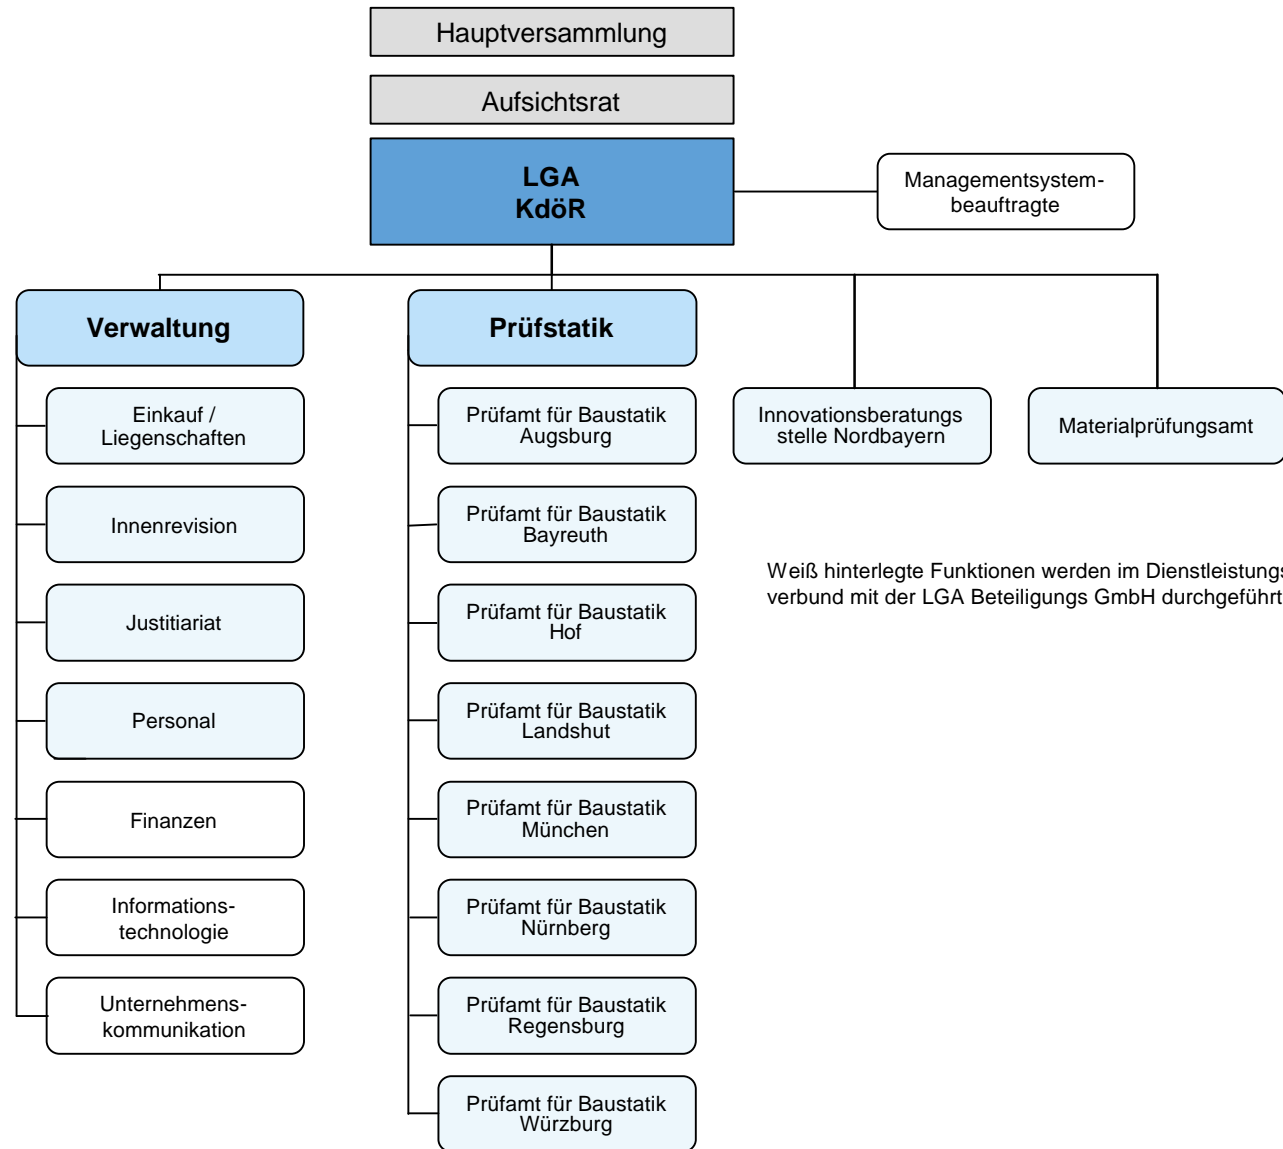 Hauptversammlung
Aufsichtsrat
LGA
KdöR
Managementsystem-
beauftragte
Verwaltung
Einkauf /
Liegenschaften
Innenrevision
Justitiariat
Personal
Finanzen
Informations-
technologie
Unternehmens-
kommunikation
Prüfstatik
Prüfamt für Baustatik
Augsburg
Prüfamt für Baustatik
Bayreuth
Prüfamt für Baustatik
Hof
Prüfamt für Baustatik
Landshut
Prüfamt für Baustatik
München
Prüfamt für Baustatik
Nürnberg
Prüfamt für Baustatik
Regensburg
Prüfamt für Baustatik
Würzburg
Innovationsberatungs
stelle Nordbayern
Materialprüfungsamt
Weiß hinterlegte Funktionen werden im Dienstleistungs
verbund mit der LGA Beteiligungs GmbH durchgeführt